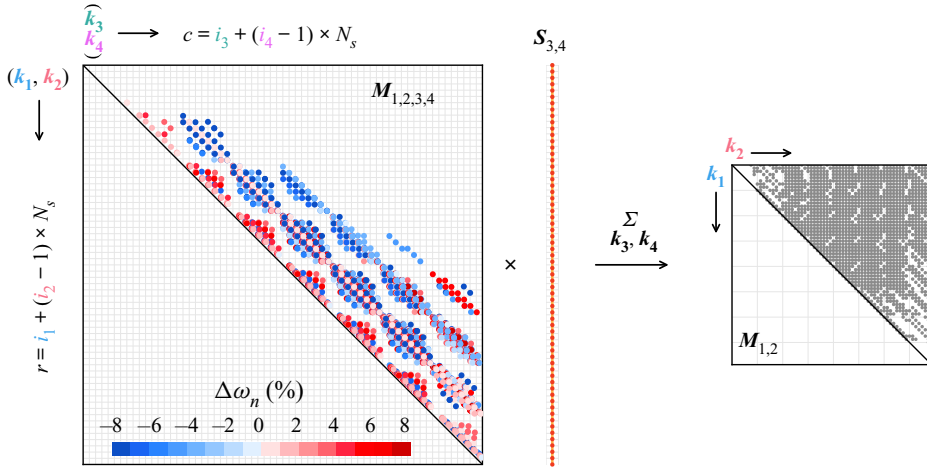 (k₃
k₄)
c = i₃ + (i₄ − 1) × Nₛ
S₃,₄
(k₁, k₂)
M₁,₂,₃,₄
r = i₁ + (i₂ − 1) × Nₛ
k₂
k₁
×
Σ
k₃, k₄
M₁,₂
Δωₙ (%)
−8 −6 −4 −2 0 2 4 6 8